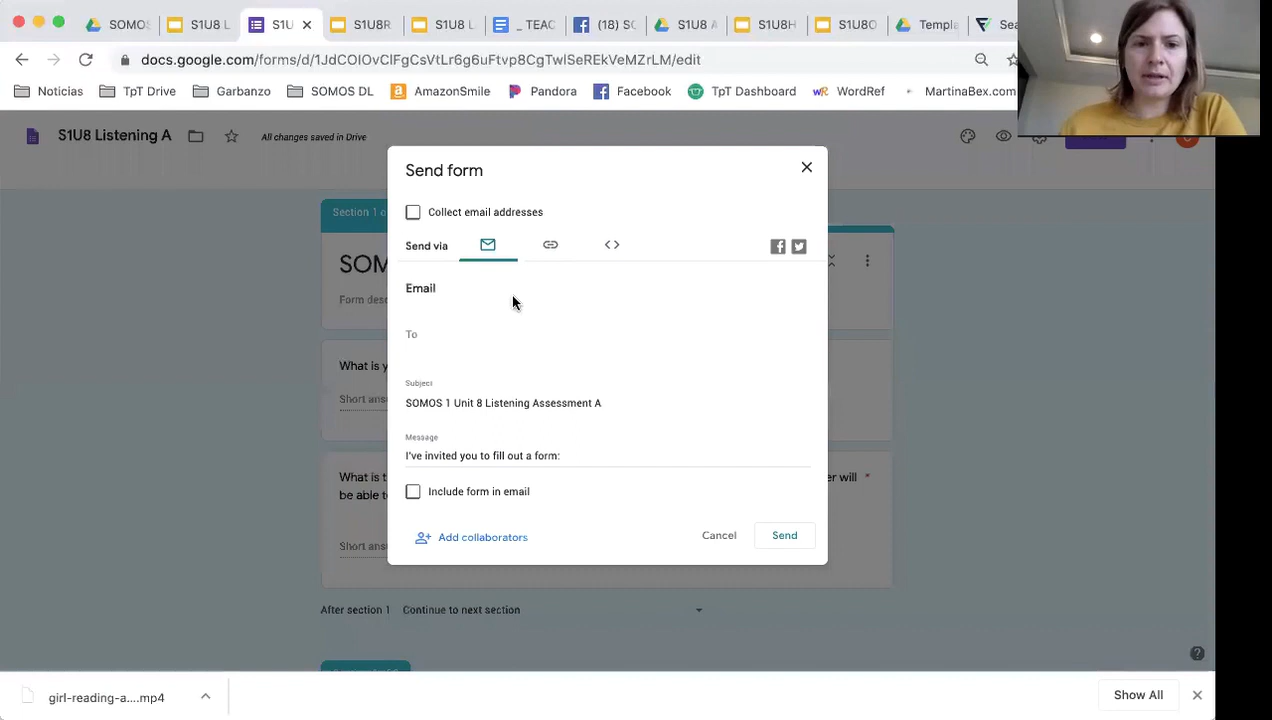 SOMOS
S1U8 L
S1U
S1U8R
S1U8 L
_ TEAC
(18) SO
S1U8 A
S1U8H
S1U8O
Templa
Sea
docs.google.com/forms/d/1JdCOIOvClFgCsVtLr6g6uFtvp8CgTwlSeREkVeMZrLM/edit
Noticias
TpT Drive
Garbanzo
SOMOS DL
AmazonSmile
Pandora
Facebook
TpT Dashboard
WordRef
MartinaBex.com
S1U8 Listening A
All changes saved in Drive
Send form
Collect email addresses
Section 1 o
Send via
SOM
Email
Form desc
To
What is y
Subject
Short ans
SOMOS 1 Unit 8 Listening Assessment A
Message
I've invited you to fill out a form:
What is t
er will *
be able to
Include form in email
Add collaborators
Cancel
Send
Short ans
After section 1 Continue to next section
girl-reading-a....mp4
Show All